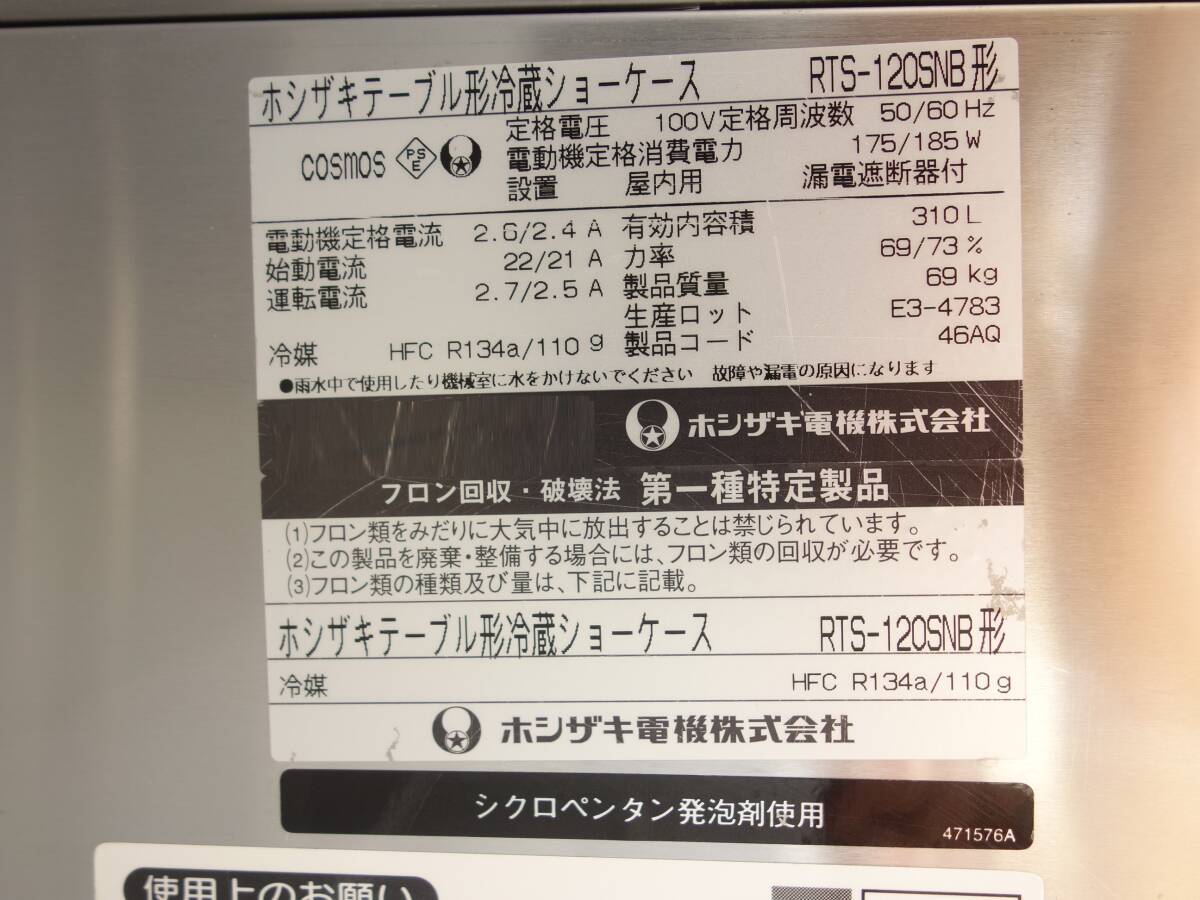 ホシザキテーブル形冷蔵ショーケース RTS-120SNB形
定格電圧 100V 定格周波数 50/60 Hz
cosmos PSE 電動機定格消費電力 175/185 W
設置 屋内用 漏電遮断器付
電動機定格電流 2.6/2.4 A 有効内容積 310 L
始動電流 22/21 A 力率 69/73 %
運転電流 2.7/2.5 A 製品質量 69 kg
生産ロット E3-4783
冷媒 HFC R134a/110 g 製品コード 46AQ
●雨水中で使用したり機械室に水をかけないでください 故障や漏電の原因になります
ホシザキ電機株式会社
フロン回収・破壊法 第一種特定製品
(1)フロン類をみだりに大気中に放出することは禁じられています。
(2)この製品を廃棄・整備する場合には、フロン類の回収が必要です。
(3)フロン類の種類及び量は、下記に記載。
ホシザキテーブル形冷蔵ショーケース RTS-120SNB形
冷媒 HFC R134a/110 g
ホシザキ電機株式会社
シクロペンタン発泡剤使用
471576A
使用上のお願い